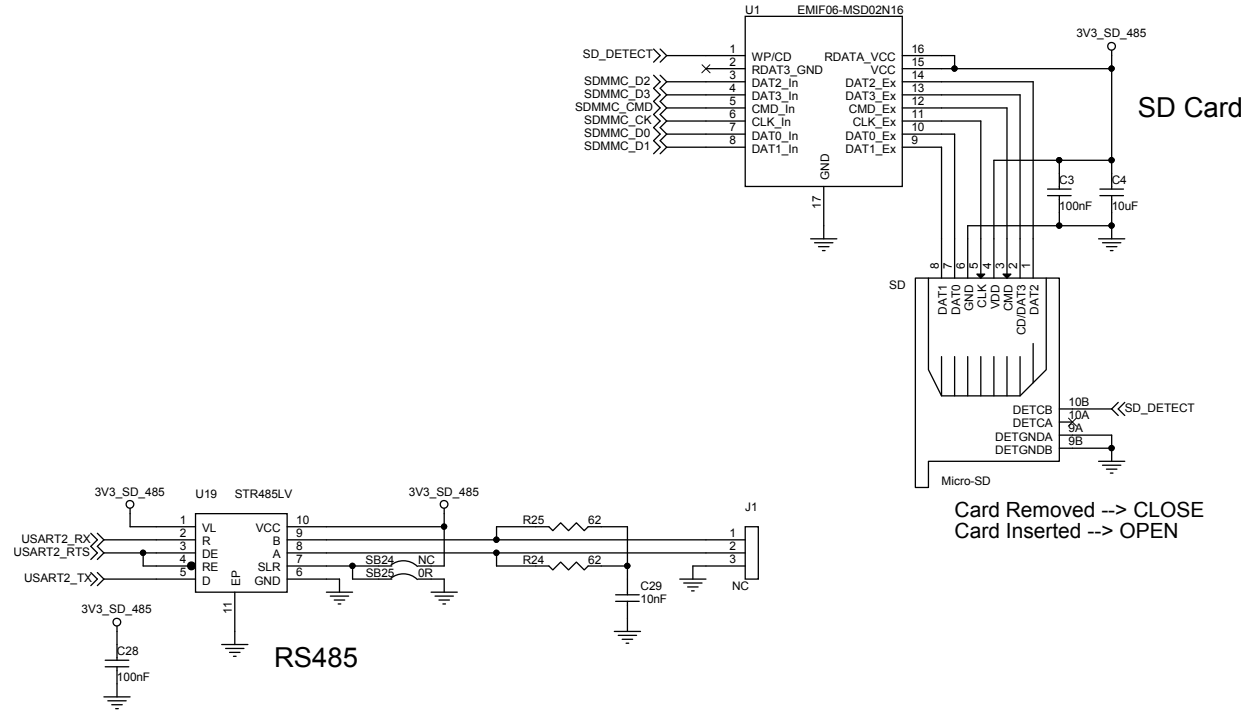 U1 EMIF06-MSD02N16
3V3_SD_485
SD_DETECT 1 WP/CD RDATA_VCC 16
2 RDAT3_GND VCC 15
SDMMC_D2 3 DAT2_In DAT2_Ex 14
SDMMC_D3 4 DAT3_In DAT3_Ex 13
SDMMC_CMD 5 CMD_In CMD_Ex 12
SDMMC_CK 6 CLK_In CLK_Ex 11
SDMMC_D0 7 DAT0_In DAT0_Ex 10
SDMMC_D1 8 DAT1_In DAT1_Ex 9
SD Card
GND
17
C3
100nF
C4
10uF
8 7 6 5 4 3 2 1
SD
DAT1
DAT0
GND
CLK
VDD
CMD
CD/DAT3
DAT2
DETCB 10B SD_DETECT
DETCA 10A
DETGNDA 9A
DETGNDB 9B
Micro-SD
Card Removed --> CLOSE
Card Inserted --> OPEN
3V3_SD_485
U19 STR485LV
3V3_SD_485
J1
1 VL VCC 10
USART2_RX 2 R B 9
USART2_RTS 3 DE A 8
4 RE SLR 7
USART2_TX 5 D GND 6
EP
11
SB24 NC
SB25 0R
R25 62
R24 62
C29
10nF
1
2
3
NC
3V3_SD_485
C28
100nF
RS485